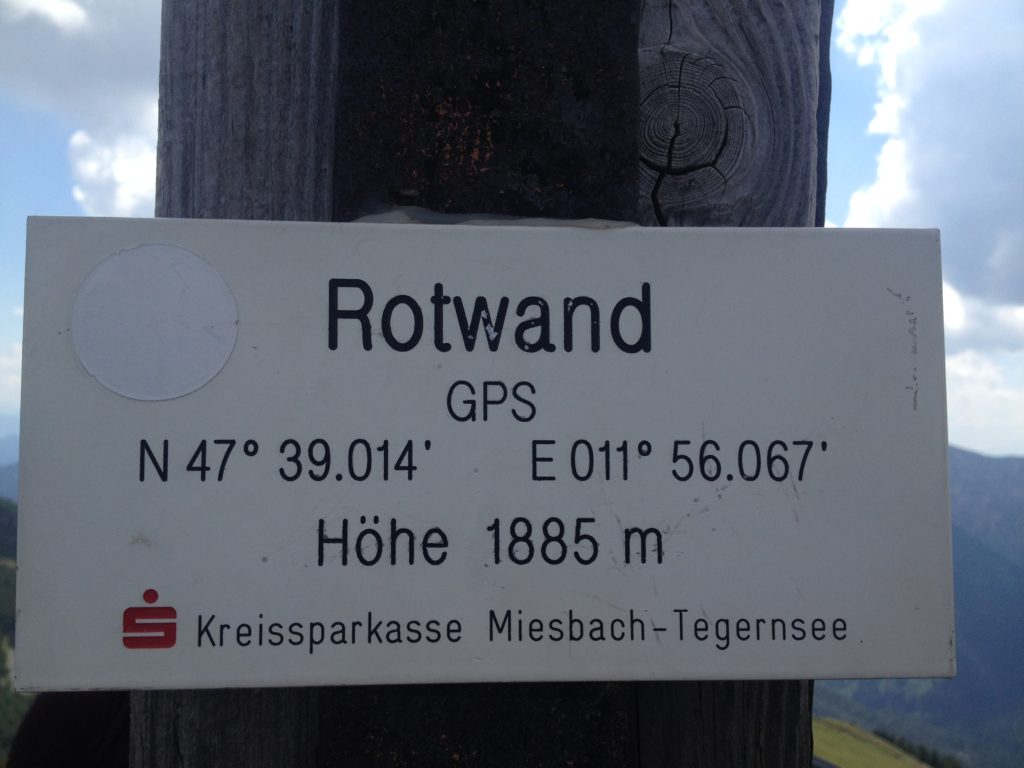 Rotwand
GPS
N 47° 39.014' E 011° 56.067'
Höhe 1885 m
Kreissparkasse Miesbach-Tegernsee